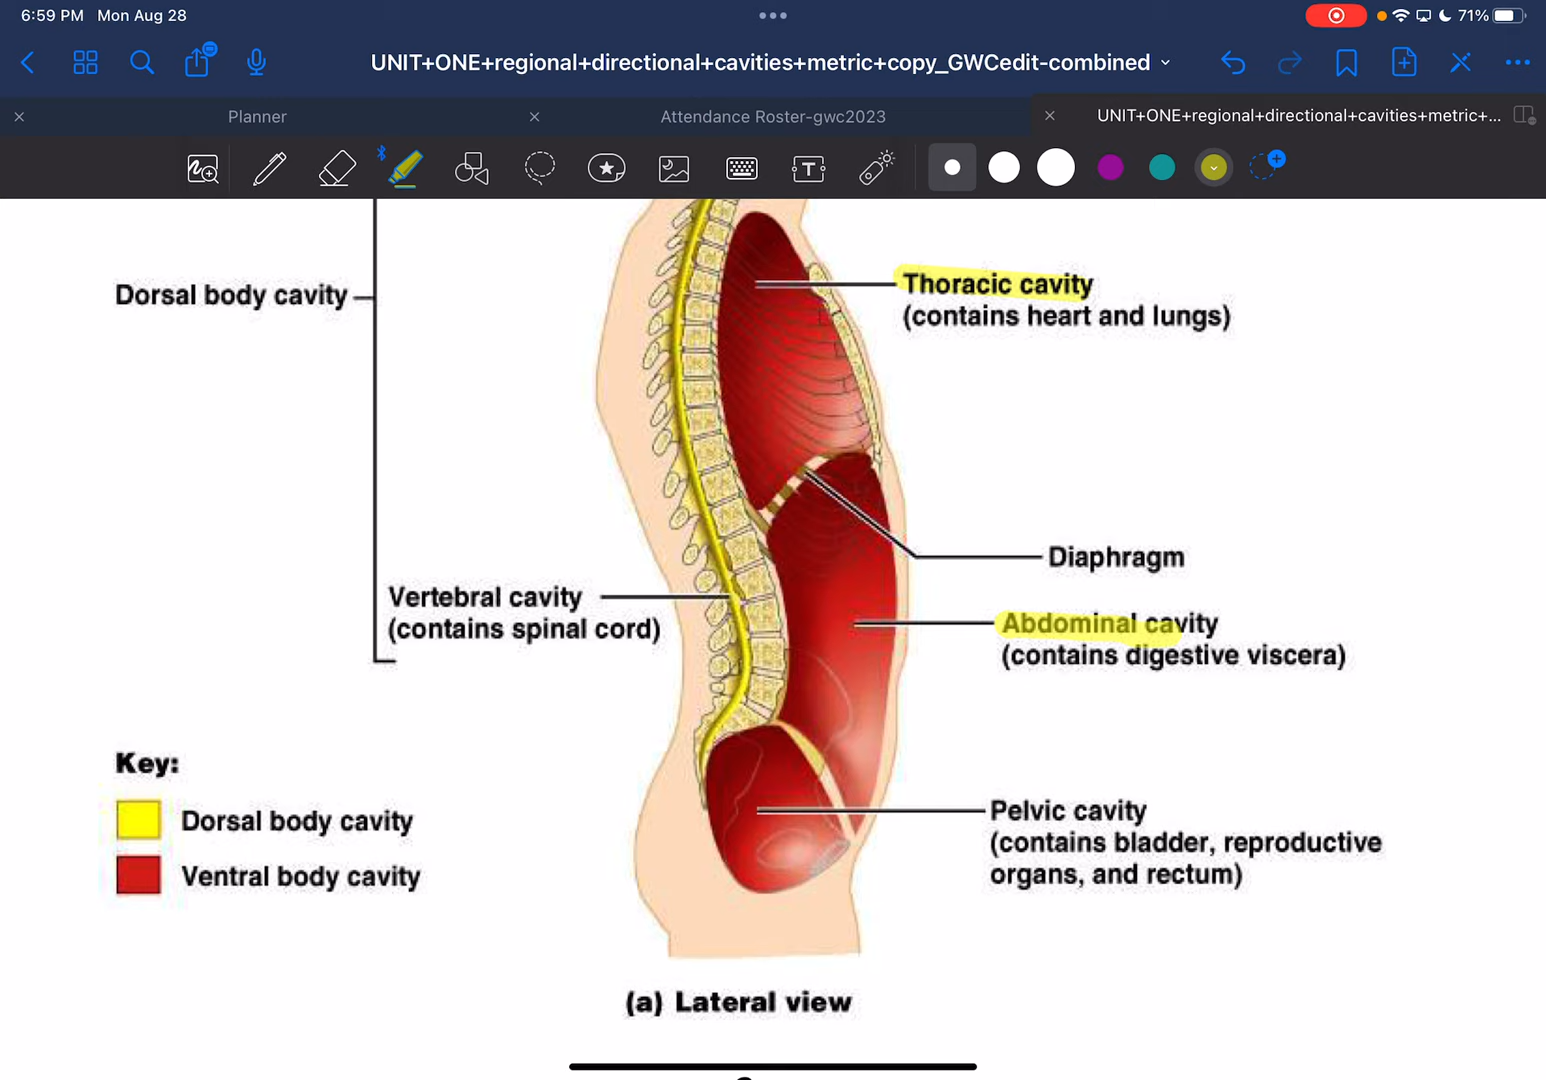 6:59 PM Mon Aug 28
71%
UNIT+ONE+regional+directional+cavities+metric+copy_GWCedit-combined
Planner
Attendance Roster-gwc2023
UNIT+ONE+regional+directional+cavities+metric+...
Dorsal body cavity
Thoracic cavity
(contains heart and lungs)
Diaphragm
Vertebral cavity
(contains spinal cord)
Abdominal cavity
(contains digestive viscera)
Key:
Dorsal body cavity
Ventral body cavity
Pelvic cavity
(contains bladder, reproductive
organs, and rectum)
(a) Lateral view